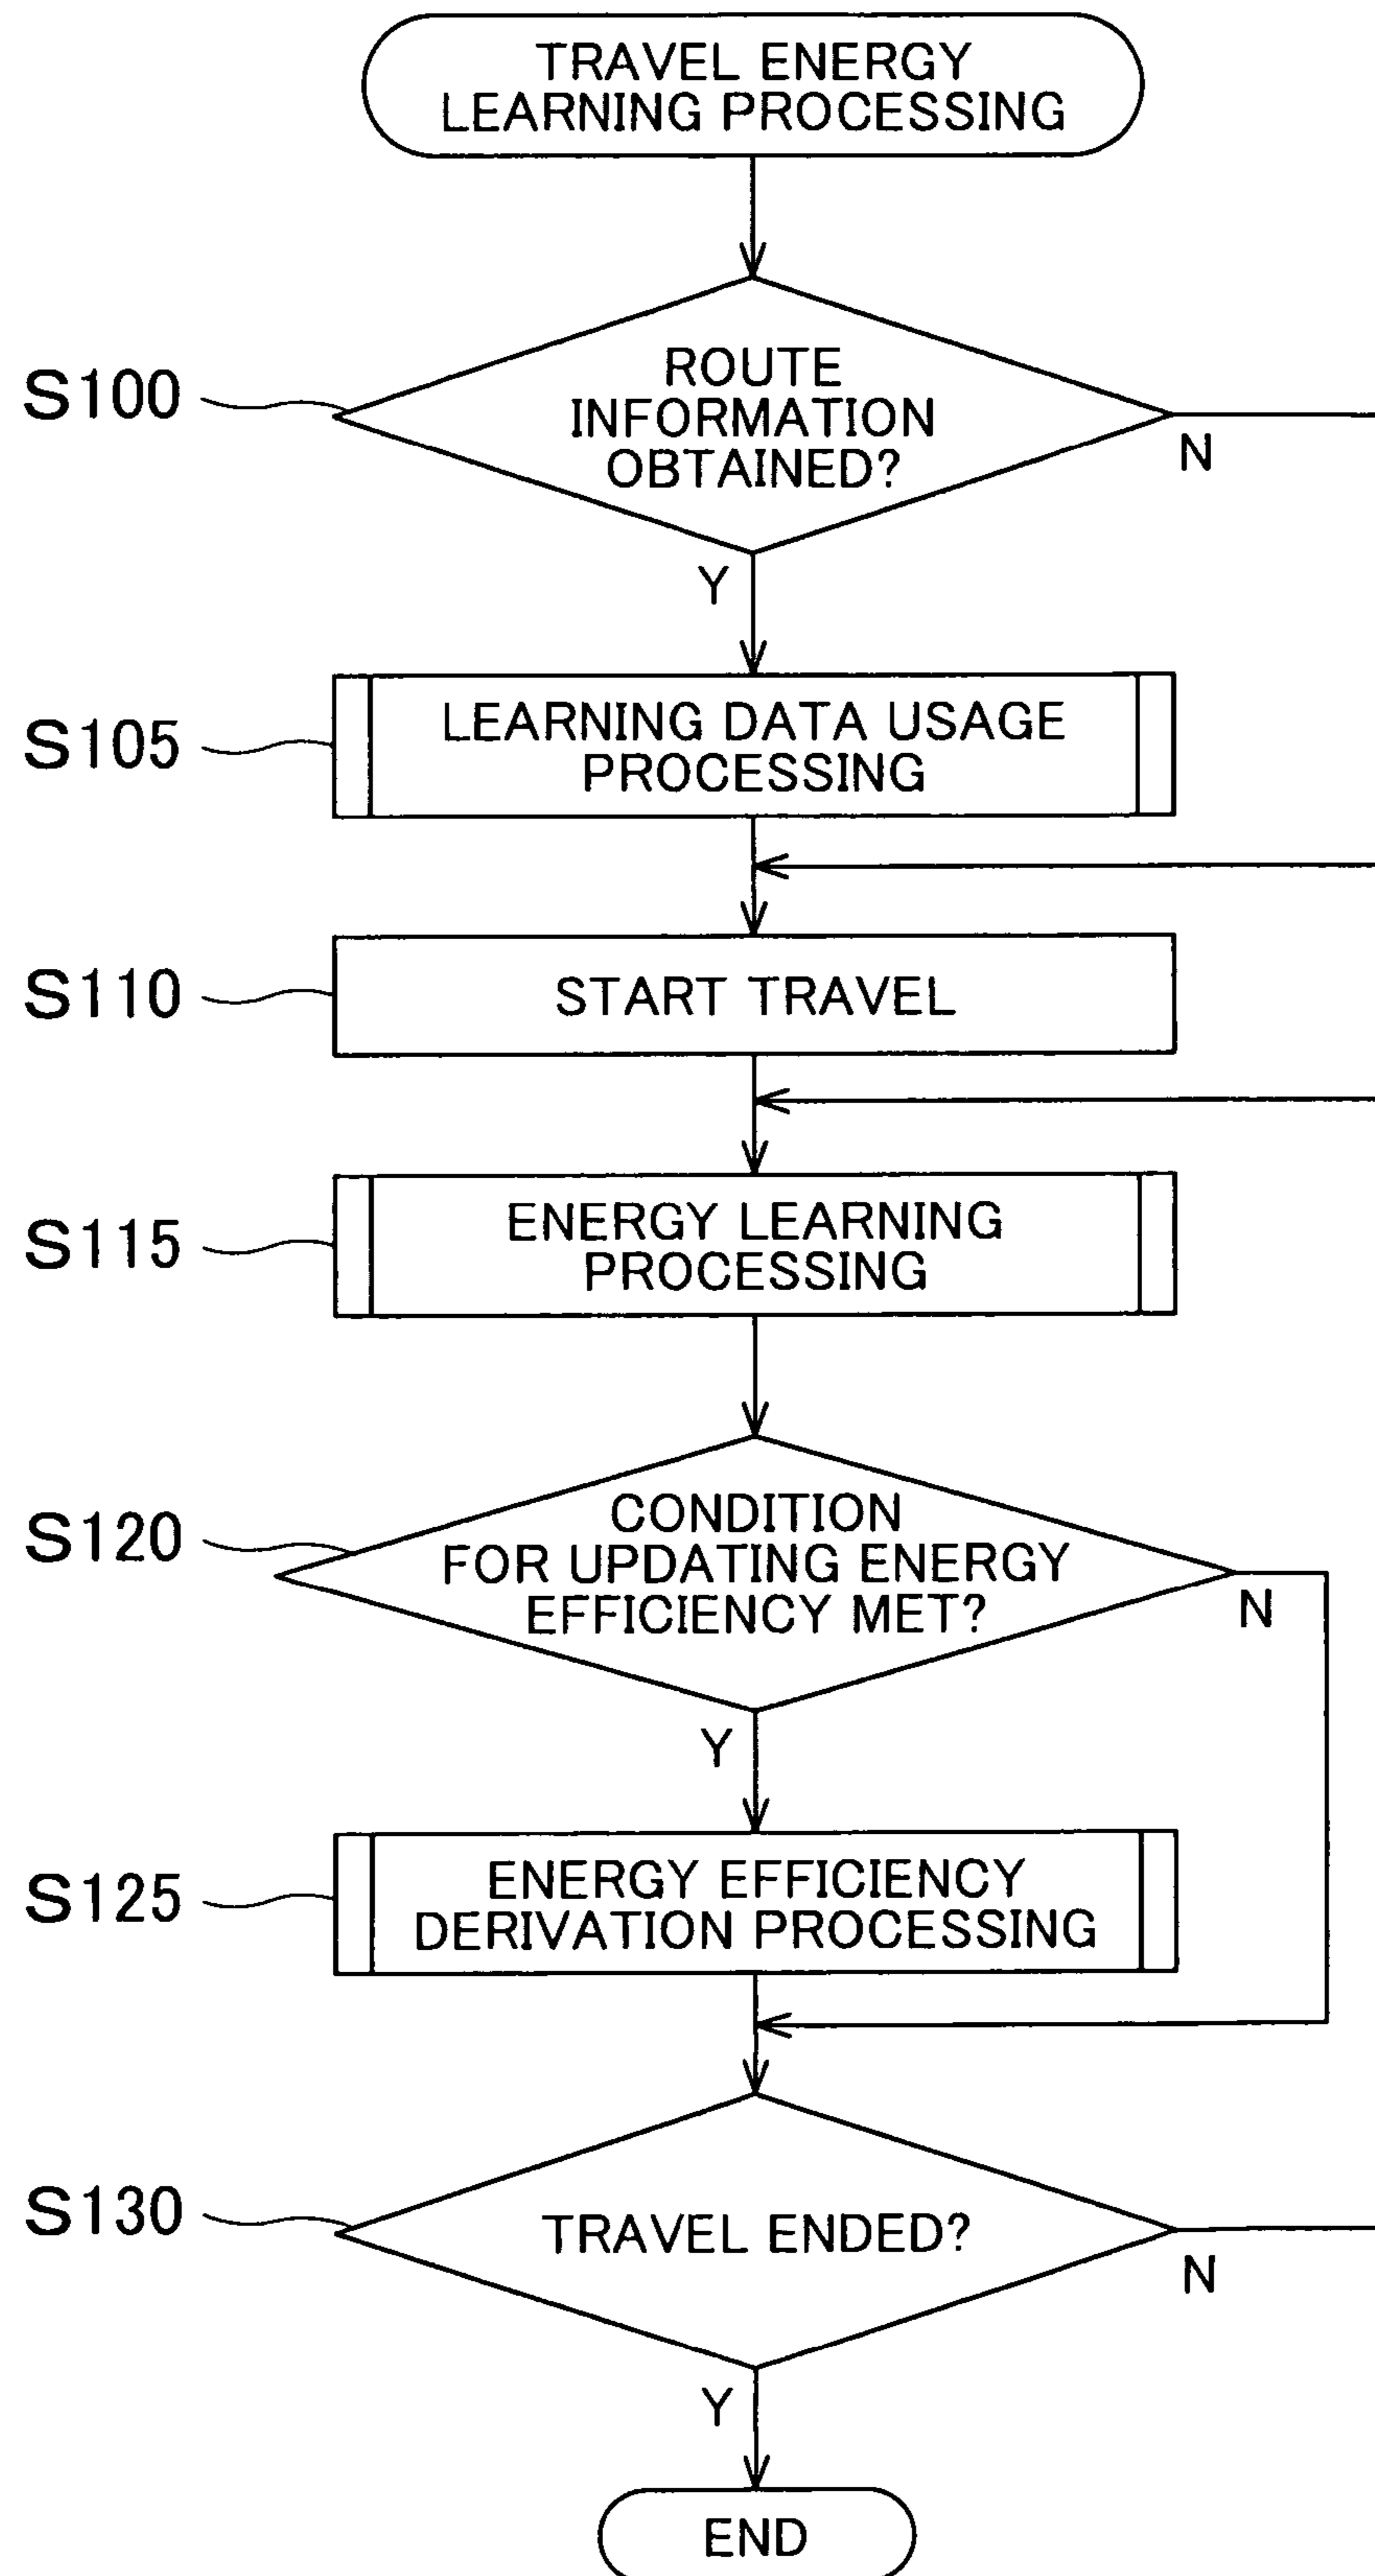 TRAVEL ENERGY
LEARNING PROCESSING
S100
ROUTE
INFORMATION
OBTAINED?
N
Y
S105
LEARNING DATA USAGE
PROCESSING
S110
START TRAVEL
S115
ENERGY LEARNING
PROCESSING
S120
CONDITION
FOR UPDATING ENERGY
EFFICIENCY MET?
N
Y
S125
ENERGY EFFICIENCY
DERIVATION PROCESSING
S130
TRAVEL ENDED?
N
Y
END